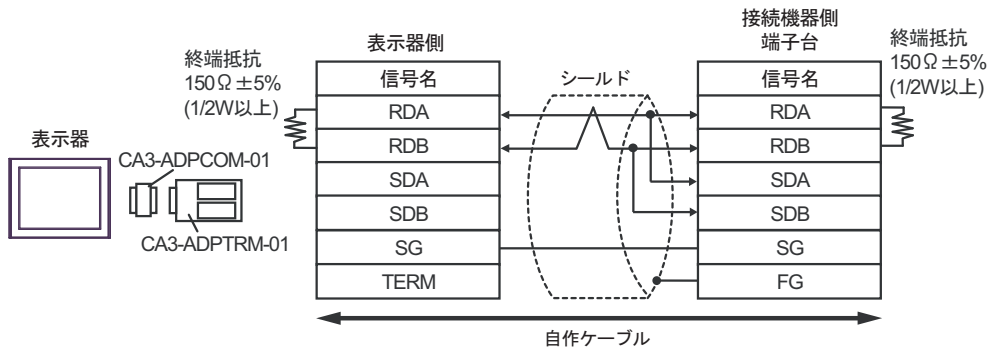 表示器
CA3-ADPCOM-01
CA3-ADPTRM-01
終端抵抗
150Ω±5%
(1/2W以上)
表示器側
信号名
RDA
RDB
SDA
SDB
SG
TERM
シールド
接続機器側
端子台
信号名
RDA
RDB
SDA
SDB
SG
FG
終端抵抗
150Ω±5%
(1/2W以上)
自作ケーブル